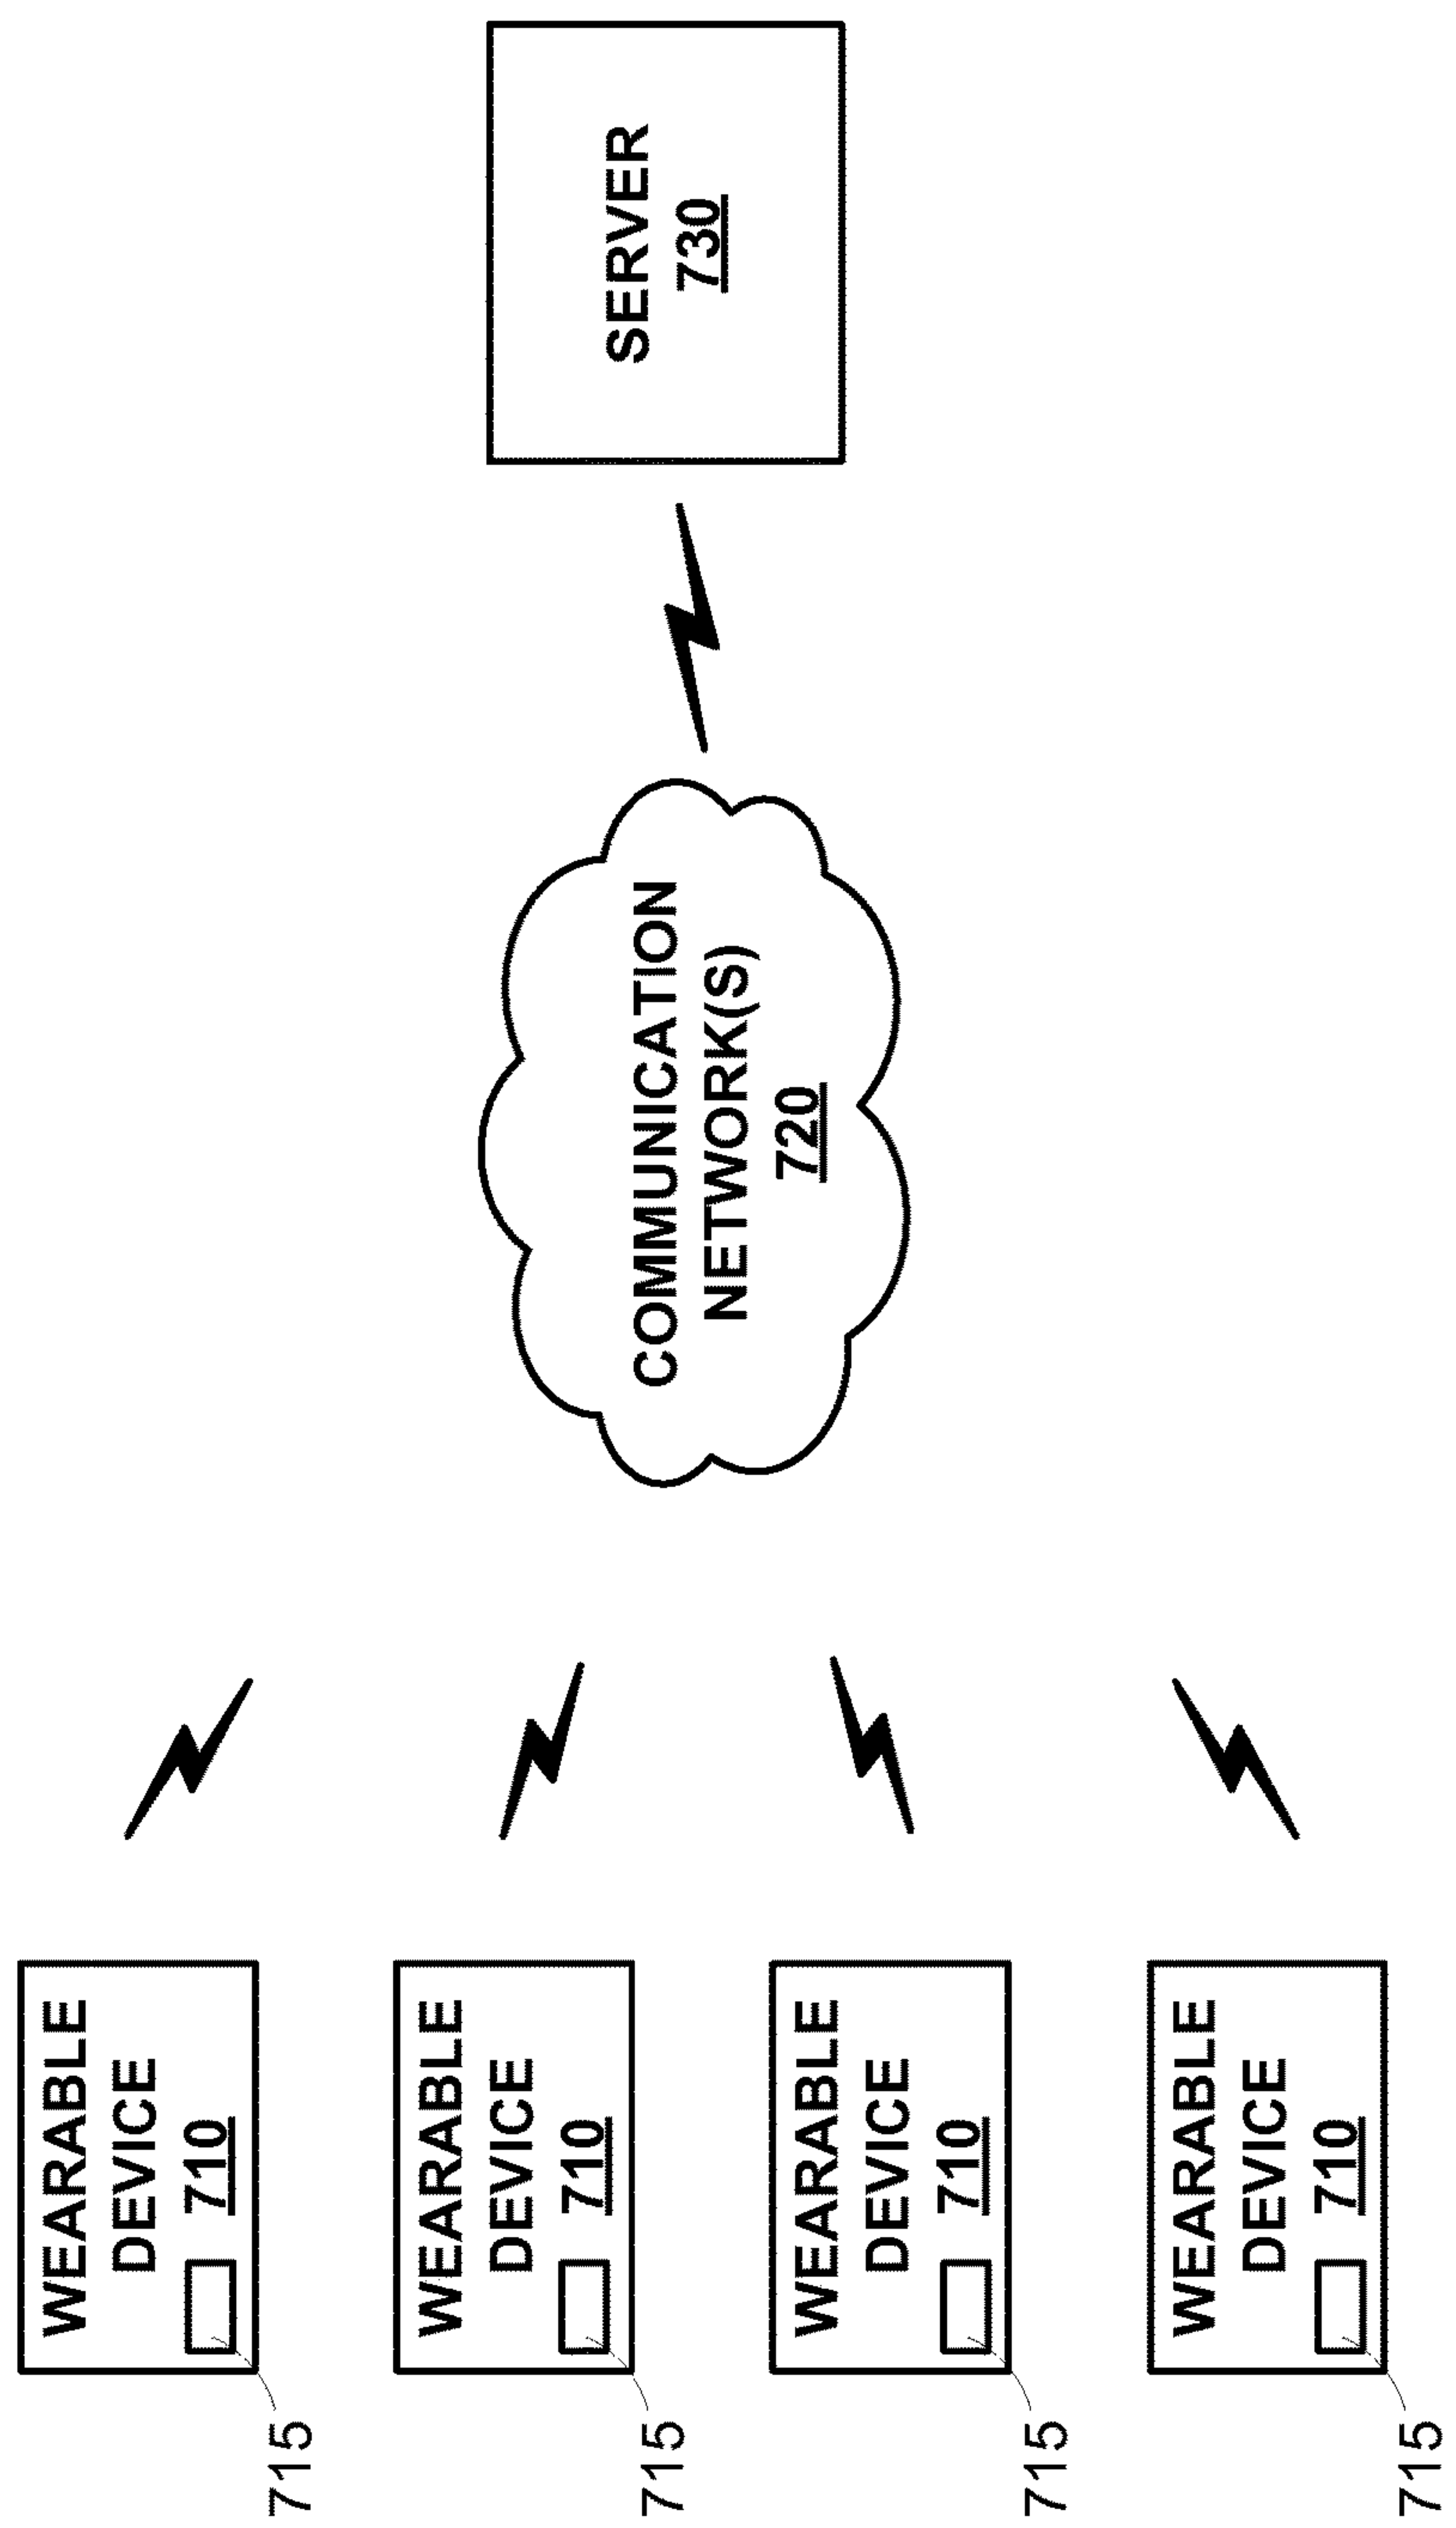 WEARABLE
DEVICE
710
715
WEARABLE
DEVICE
710
715
WEARABLE
DEVICE
710
715
WEARABLE
DEVICE
710
715
COMMUNICATION
NETWORK(S)
720
SERVER
730